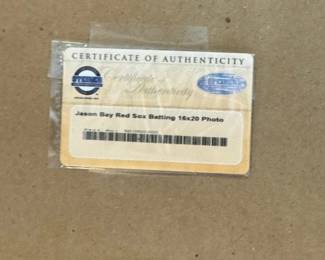 CERTIFICATE OF AUTHENTICITY
Certificate of
Authenticity
Jason Bay Red Sox Batting 16x20 Photo